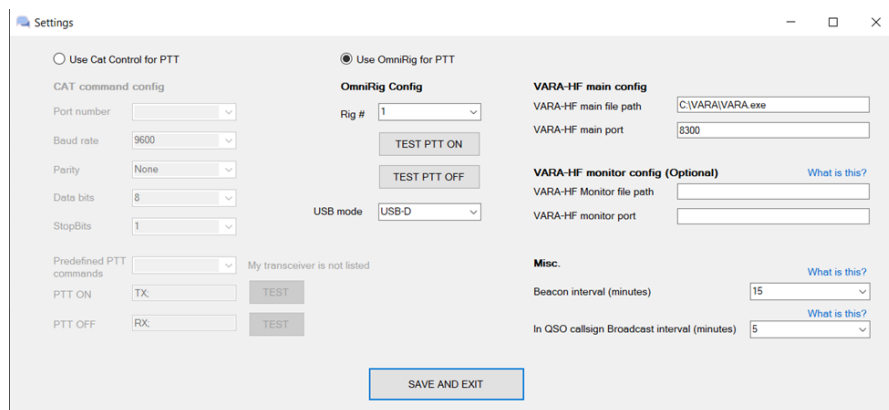 Settings
Use Cat Control for PTT
Use OmniRig for PTT
CAT command config
Port number
Baud rate 9600
Parity None
Data bits 8
StopBits 1
Predefined PTT commands
My transceiver is not listed
PTT ON TX; TEST
PTT OFF RX; TEST
OmniRig Config
Rig # 1
TEST PTT ON
TEST PTT OFF
USB mode USB-D
VARA-HF main config
VARA-HF main file path C:\VARA\VARA.exe
VARA-HF main port 8300
VARA-HF monitor config (Optional) What is this?
VARA-HF Monitor file path
VARA-HF monitor port
Misc.
What is this?
Beacon interval (minutes) 15
What is this?
In QSO callsign Broadcast interval (minutes) 5
SAVE AND EXIT